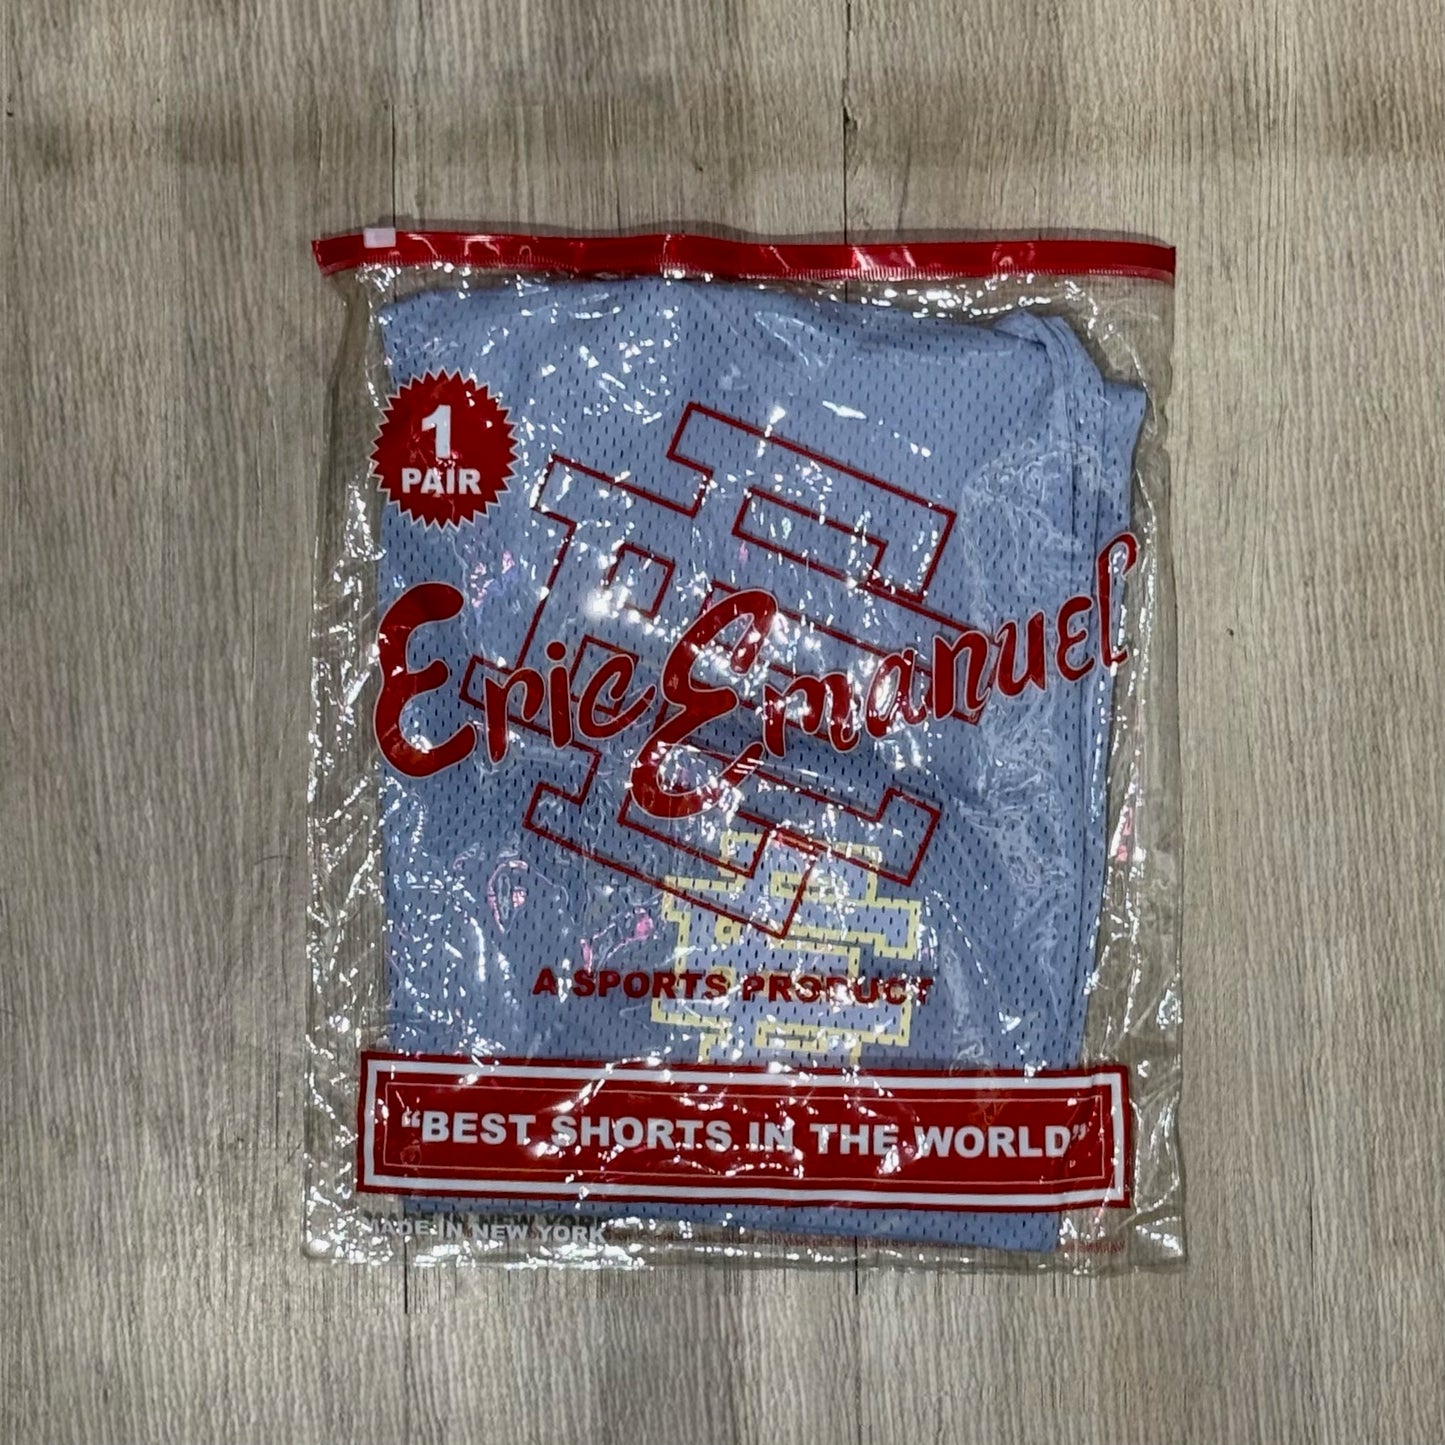 1
PAIR
Eric Emanuel
A SPORTS PRODUCT
“BEST SHORTS IN THE WORLD”
MADE IN NEW YORK